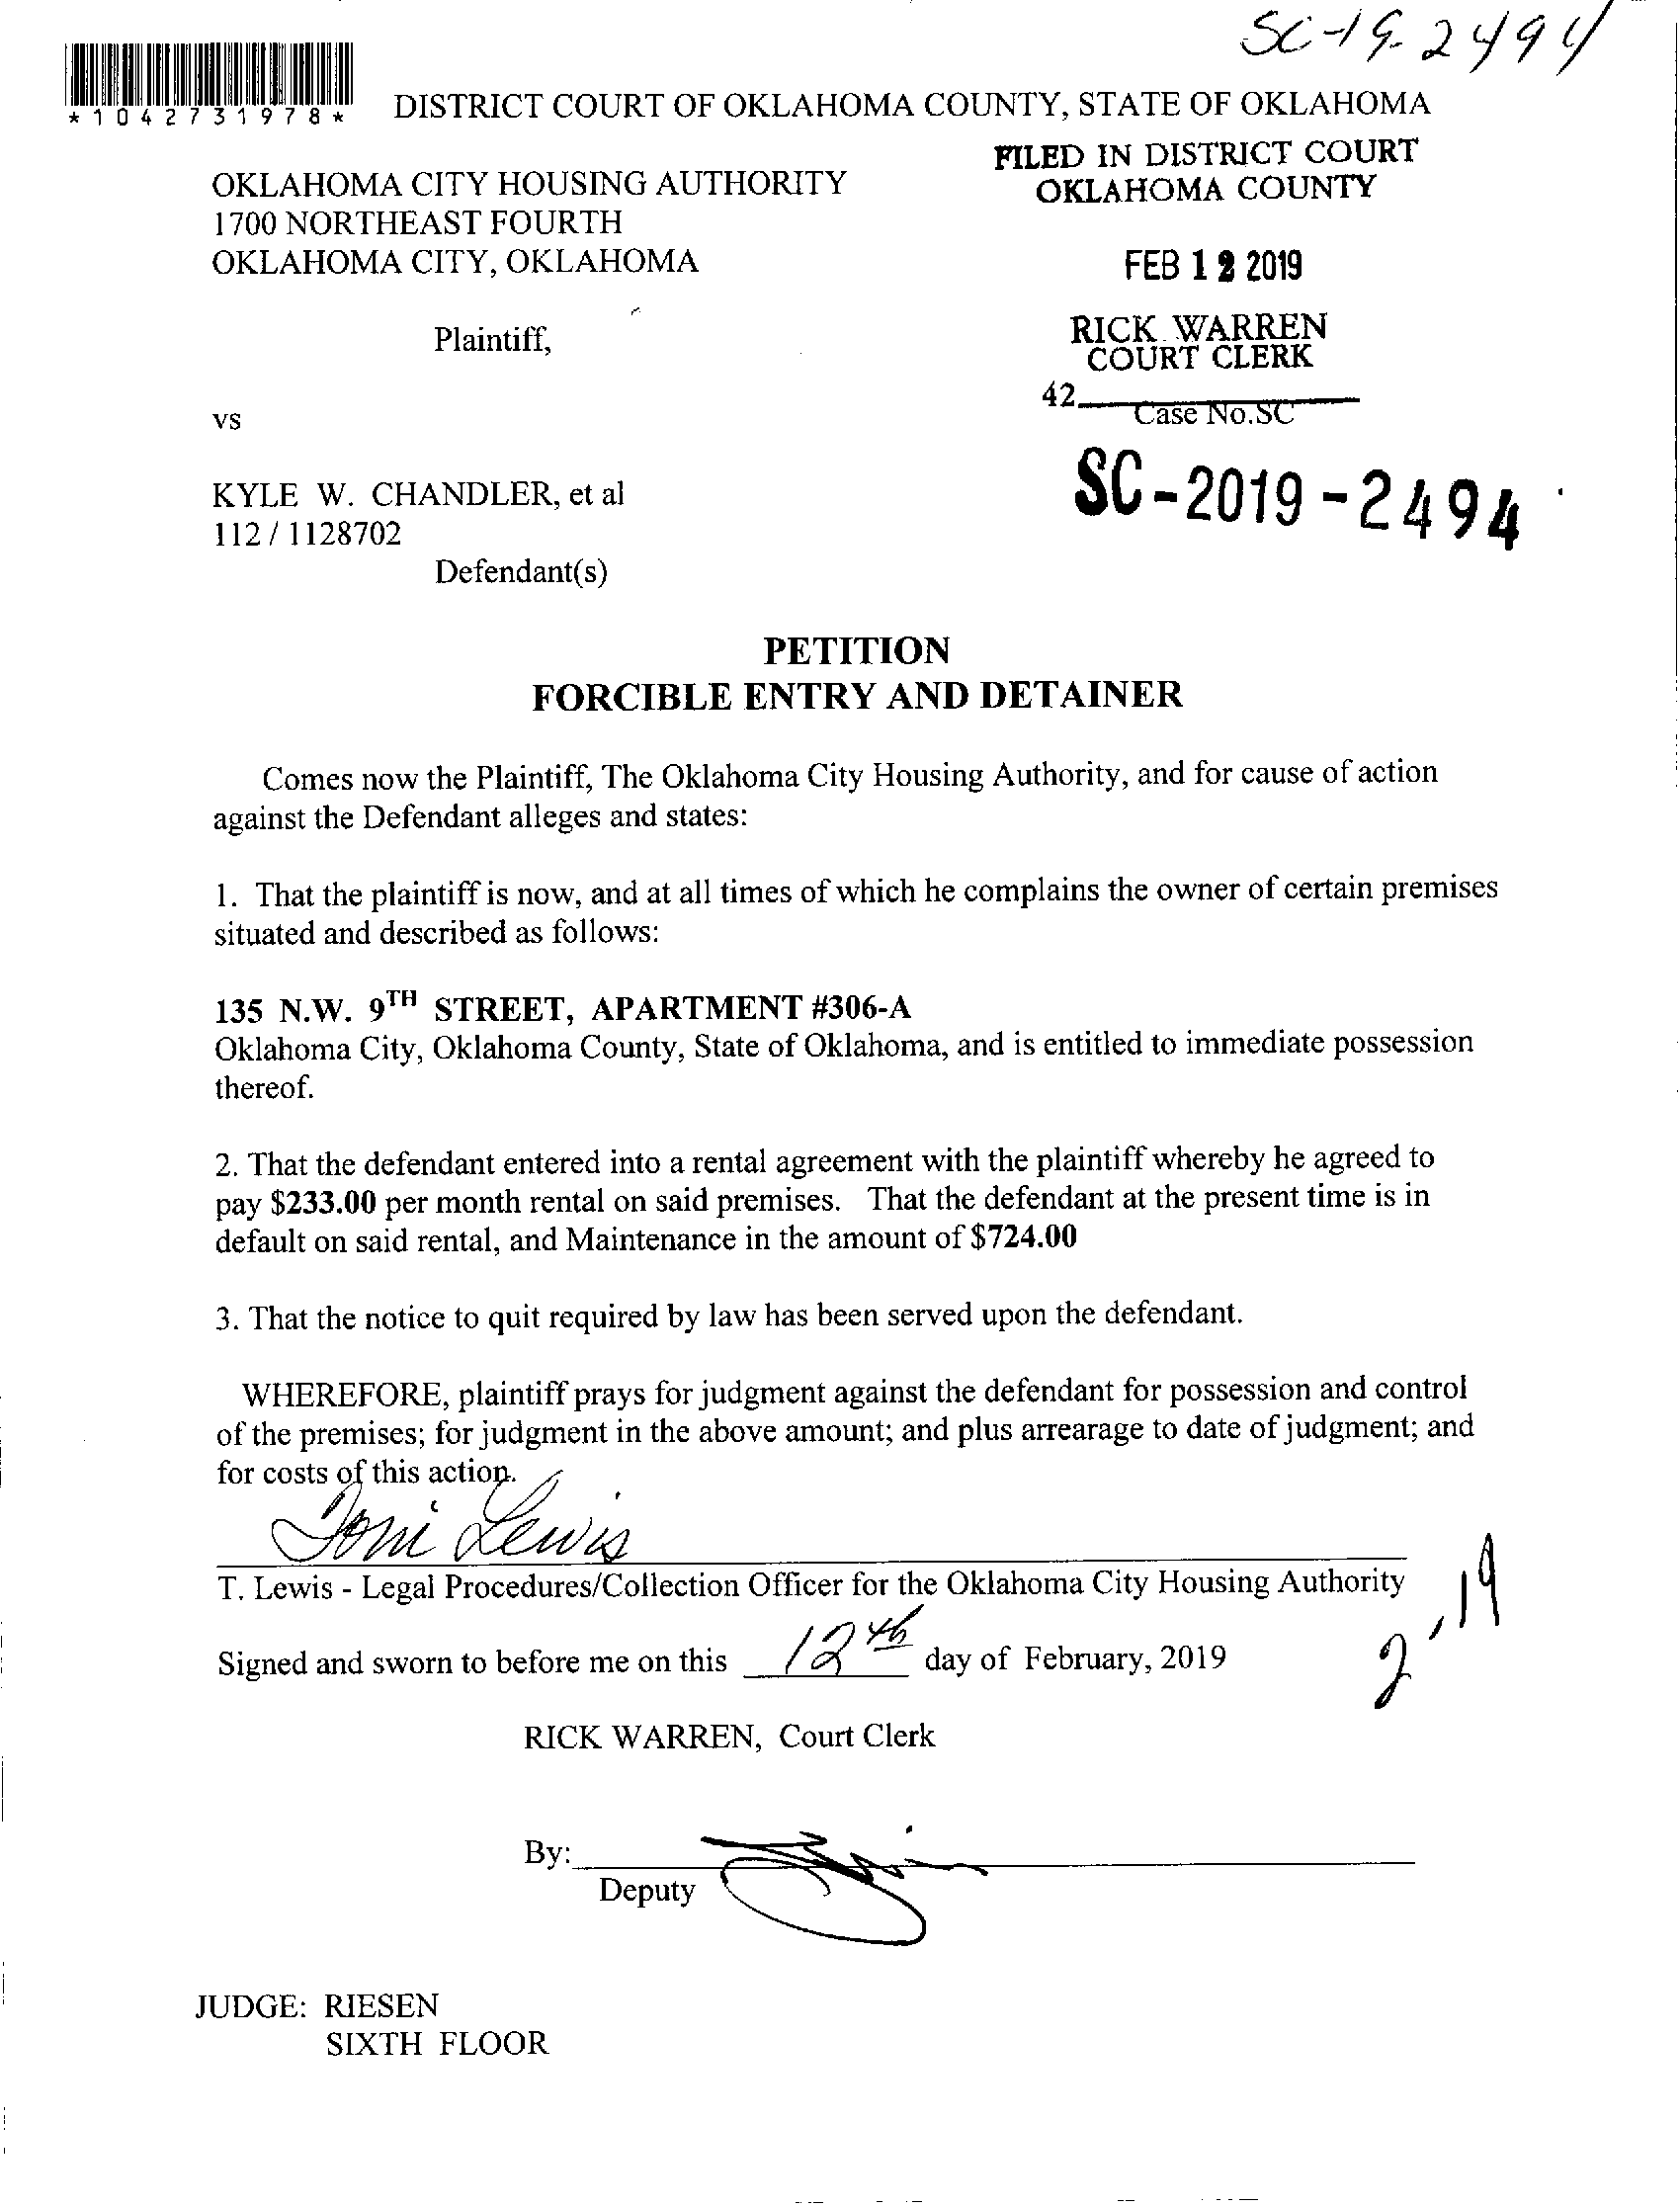 SC-19-2494
*1042731978*
DISTRICT COURT OF OKLAHOMA COUNTY, STATE OF OKLAHOMA
FILED IN DISTRICT COURT
OKLAHOMA COUNTY
OKLAHOMA CITY HOUSING AUTHORITY
1700 NORTHEAST FOURTH
OKLAHOMA CITY, OKLAHOMA
FEB 12 2019
Plaintiff,
RICK WARREN
COURT CLERK
42
Case No.SC
vs
SC-2019-2494
KYLE W. CHANDLER, et al
112 / 1128702
Defendant(s)
PETITION
FORCIBLE ENTRY AND DETAINER
Comes now the Plaintiff, The Oklahoma City Housing Authority, and for cause of action
against the Defendant alleges and states:
1. That the plaintiff is now, and at all times of which he complains the owner of certain premises
situated and described as follows:
135 N.W. 9TH STREET, APARTMENT #306-A
Oklahoma City, Oklahoma County, State of Oklahoma, and is entitled to immediate possession
thereof.
2. That the defendant entered into a rental agreement with the plaintiff whereby he agreed to
pay $233.00 per month rental on said premises. That the defendant at the present time is in
default on said rental, and Maintenance in the amount of $724.00
3. That the notice to quit required by law has been served upon the defendant.
WHEREFORE, plaintiff prays for judgment against the defendant for possession and control
of the premises; for judgment in the above amount; and plus arrearage to date of judgment; and
for costs of this action.
Toni Lewis
T. Lewis - Legal Procedures/Collection Officer for the Oklahoma City Housing Authority
Signed and sworn to before me on this 12th day of February, 2019
2,19
RICK WARREN, Court Clerk
By:
Deputy
JUDGE: RIESEN
SIXTH FLOOR